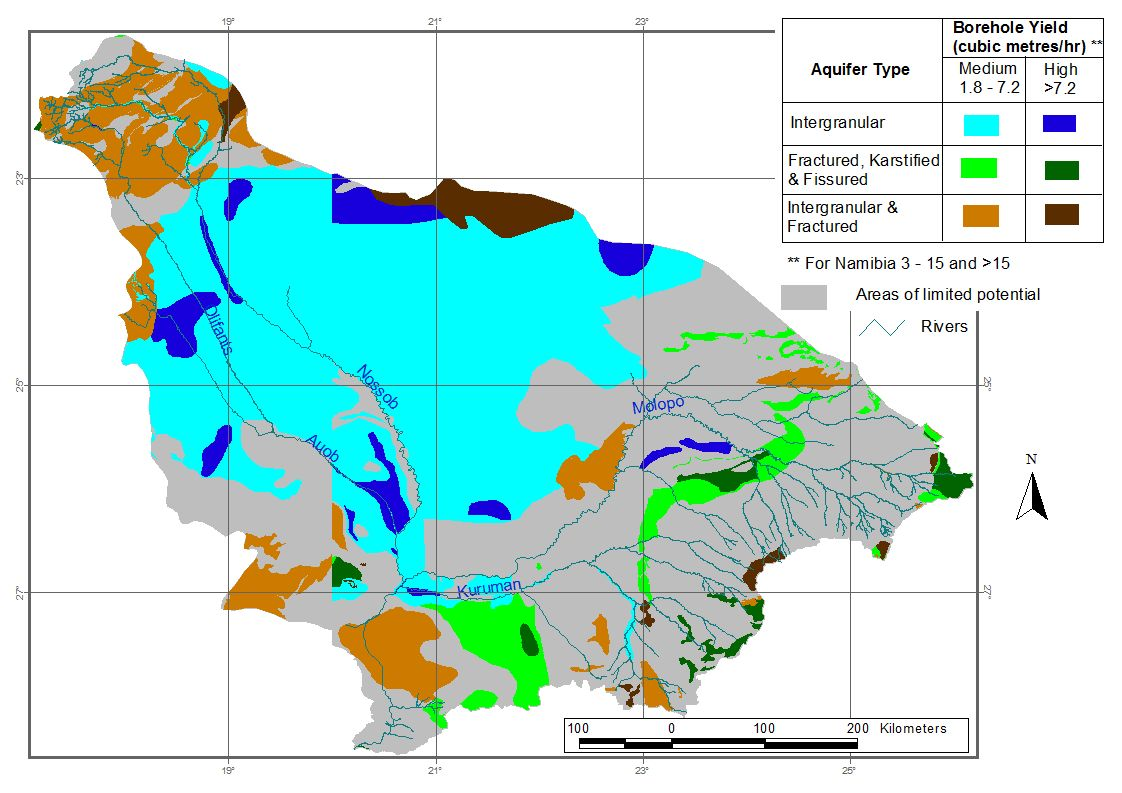 19°
21°
23°
Borehole Yield
(cubic metres/hr) **
Aquifer Type
Medium
1.8 - 7.2
High
>7.2
Intergranular
Fractured, Karstified
& Fissured
Intergranular &
Fractured
** For Namibia 3 - 15 and >15
Areas of limited potential
Rivers
23°
Olifants
Nossob
25°
25°
Molopo
Auob
N
27°
Kuruman
27°
100 0 100 200 Kilometers
19°
21°
23°
25°